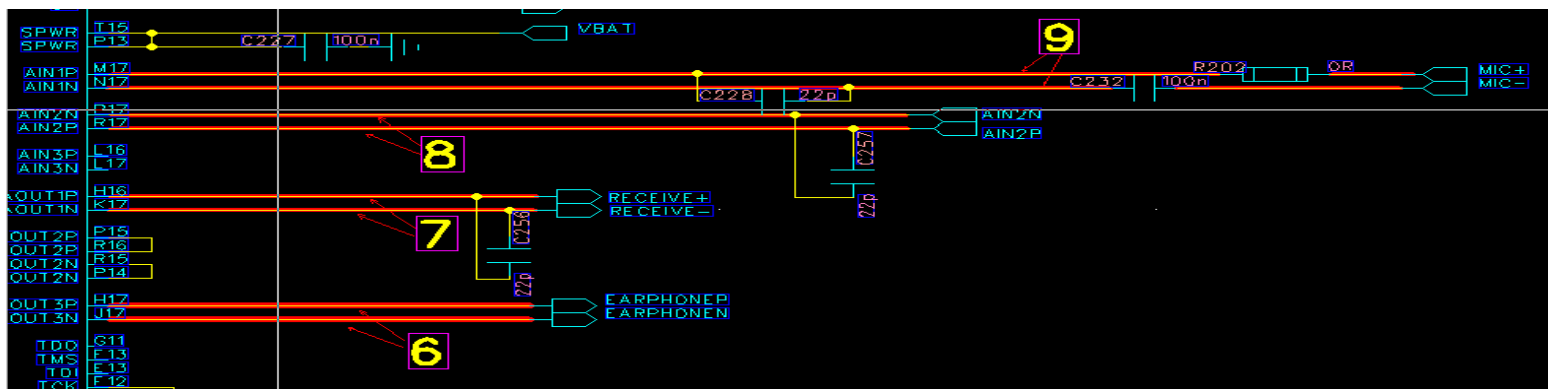 SPWR T15 VBAT
SPWR P13 C227 100n
AIN1P M17 9 R202 0R MIC+
AIN1N N17 C228 22p C232 100n MIC-
AIN2N AIN2N
AIN2P R17 AIN2P
8 C257 22p
AIN3P L16
AIN3N L17
AOUT1P H16 RECEIVE+
AOUT1N K17 RECEIVE-
7 C256 22p
OUT2P P15
OUT2P R16
OUT2N R15
OUT2N P14
OUT3P H17 EARPHONEP
OUT3N J17 EARPHONEN
6
TDO G11
TMS F13
TDI E13
TCK F12